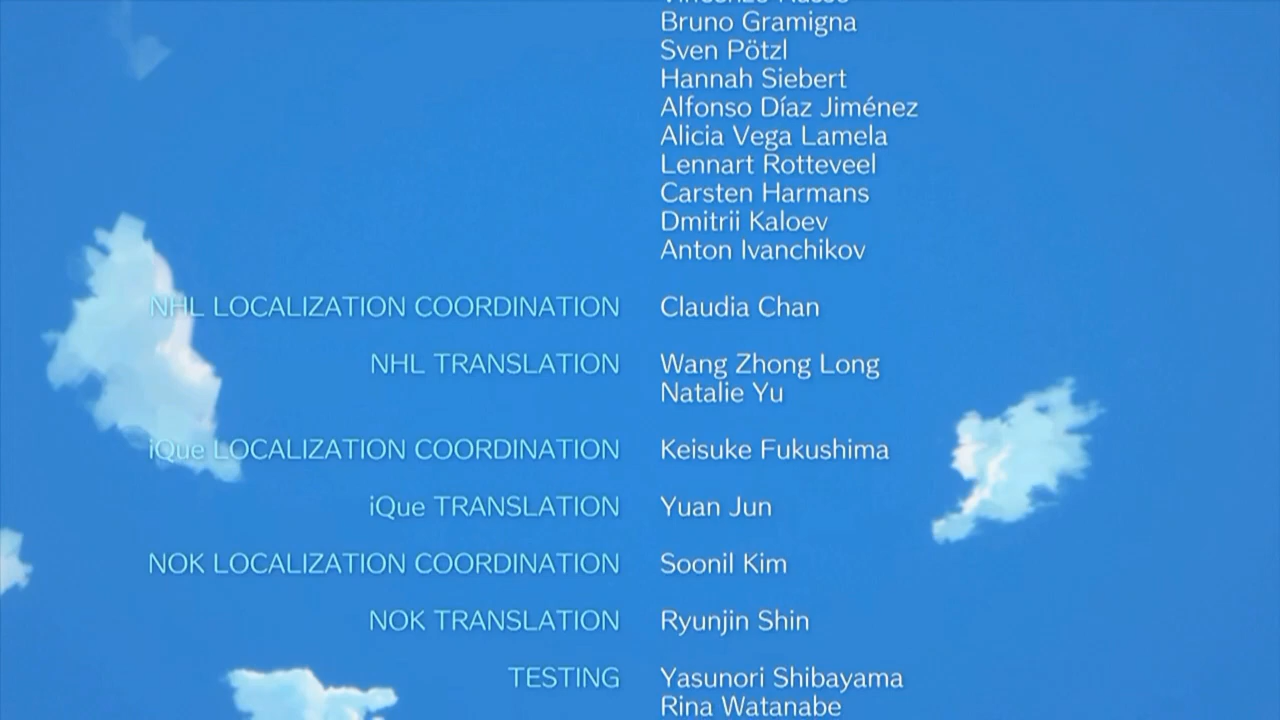 Bruno Gramigna
Sven Pötzl
Hannah Siebert
Alfonso Díaz Jiménez
Alicia Vega Lamela
Lennart Rotteveel
Carsten Harmans
Dmitrii Kaloev
Anton Ivanchikov
NHL LOCALIZATION COORDINATION Claudia Chan
NHL TRANSLATION Wang Zhong Long
Natalie Yu
iQue LOCALIZATION COORDINATION Keisuke Fukushima
iQue TRANSLATION Yuan Jun
NOK LOCALIZATION COORDINATION Soonil Kim
NOK TRANSLATION Ryunjin Shin
TESTING Yasunori Shibayama
Rina Watanabe